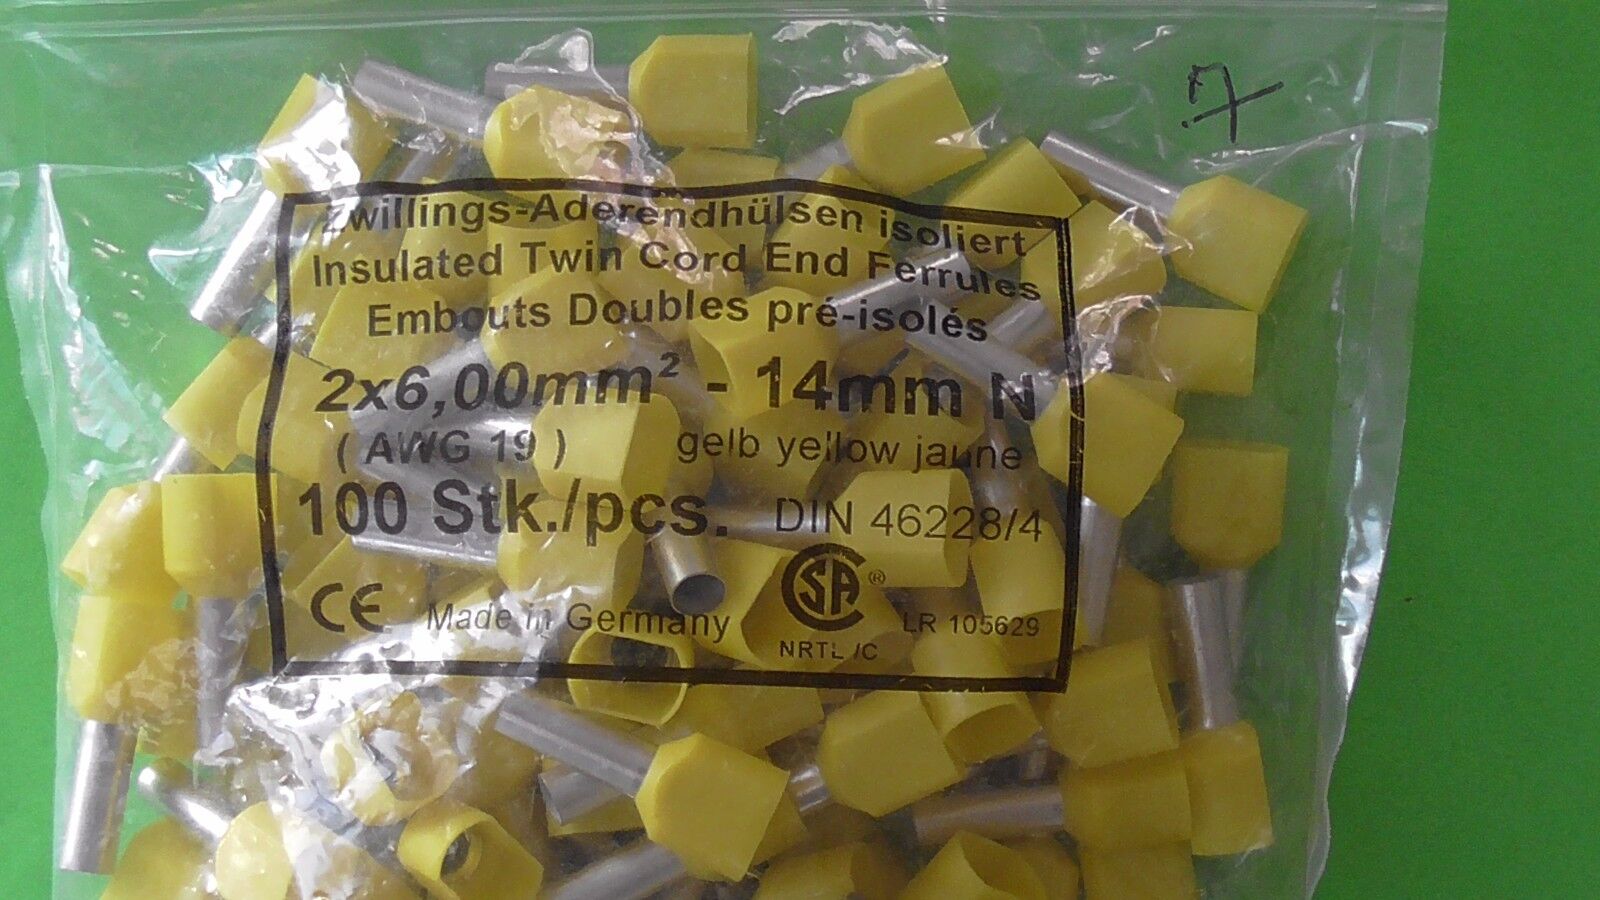 7
Zwillings-Aderendhülsen isoliert
Insulated Twin Cord End Ferrules
Embouts Doubles pré-isolés
2x6,00mm² - 14mm N
( AWG 19 ) gelb yellow jaune
100 Stk./pcs. DIN 46228/4
CE Made in Germany CSA® LR 105629
NRTL /C